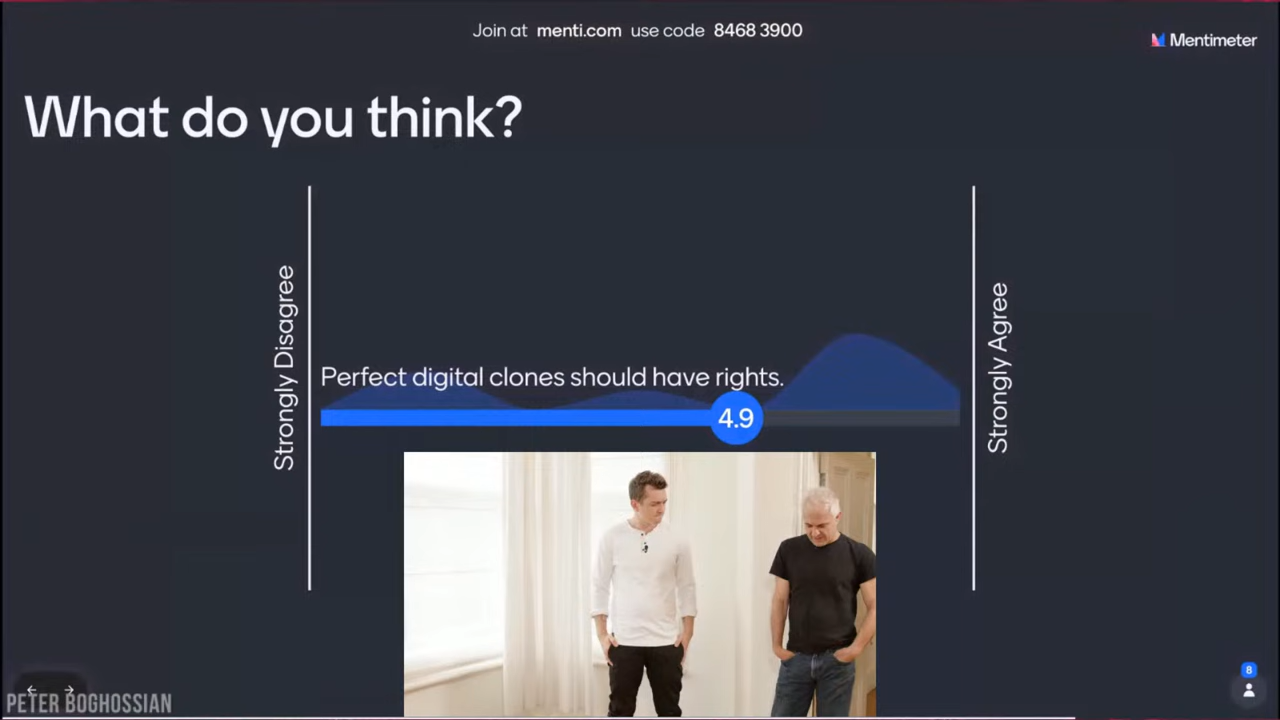 Join at menti.com use code 8468 3900
Mentimeter
What do you think?
Strongly Disagree
Perfect digital clones should have rights.
4.9
Strongly Agree
8
PETER BOGHOSSIAN